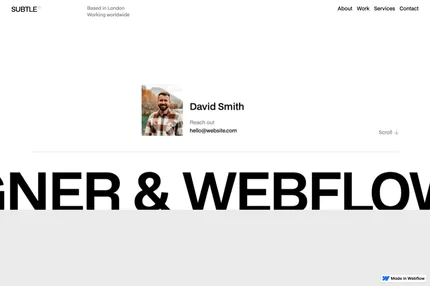 SUBTLE
Based in London
Working worldwide
About Work Services Contact
David Smith
Reach out
hello@website.com
Scroll ↓
GNER & WEBFLOW
Made in Webflow